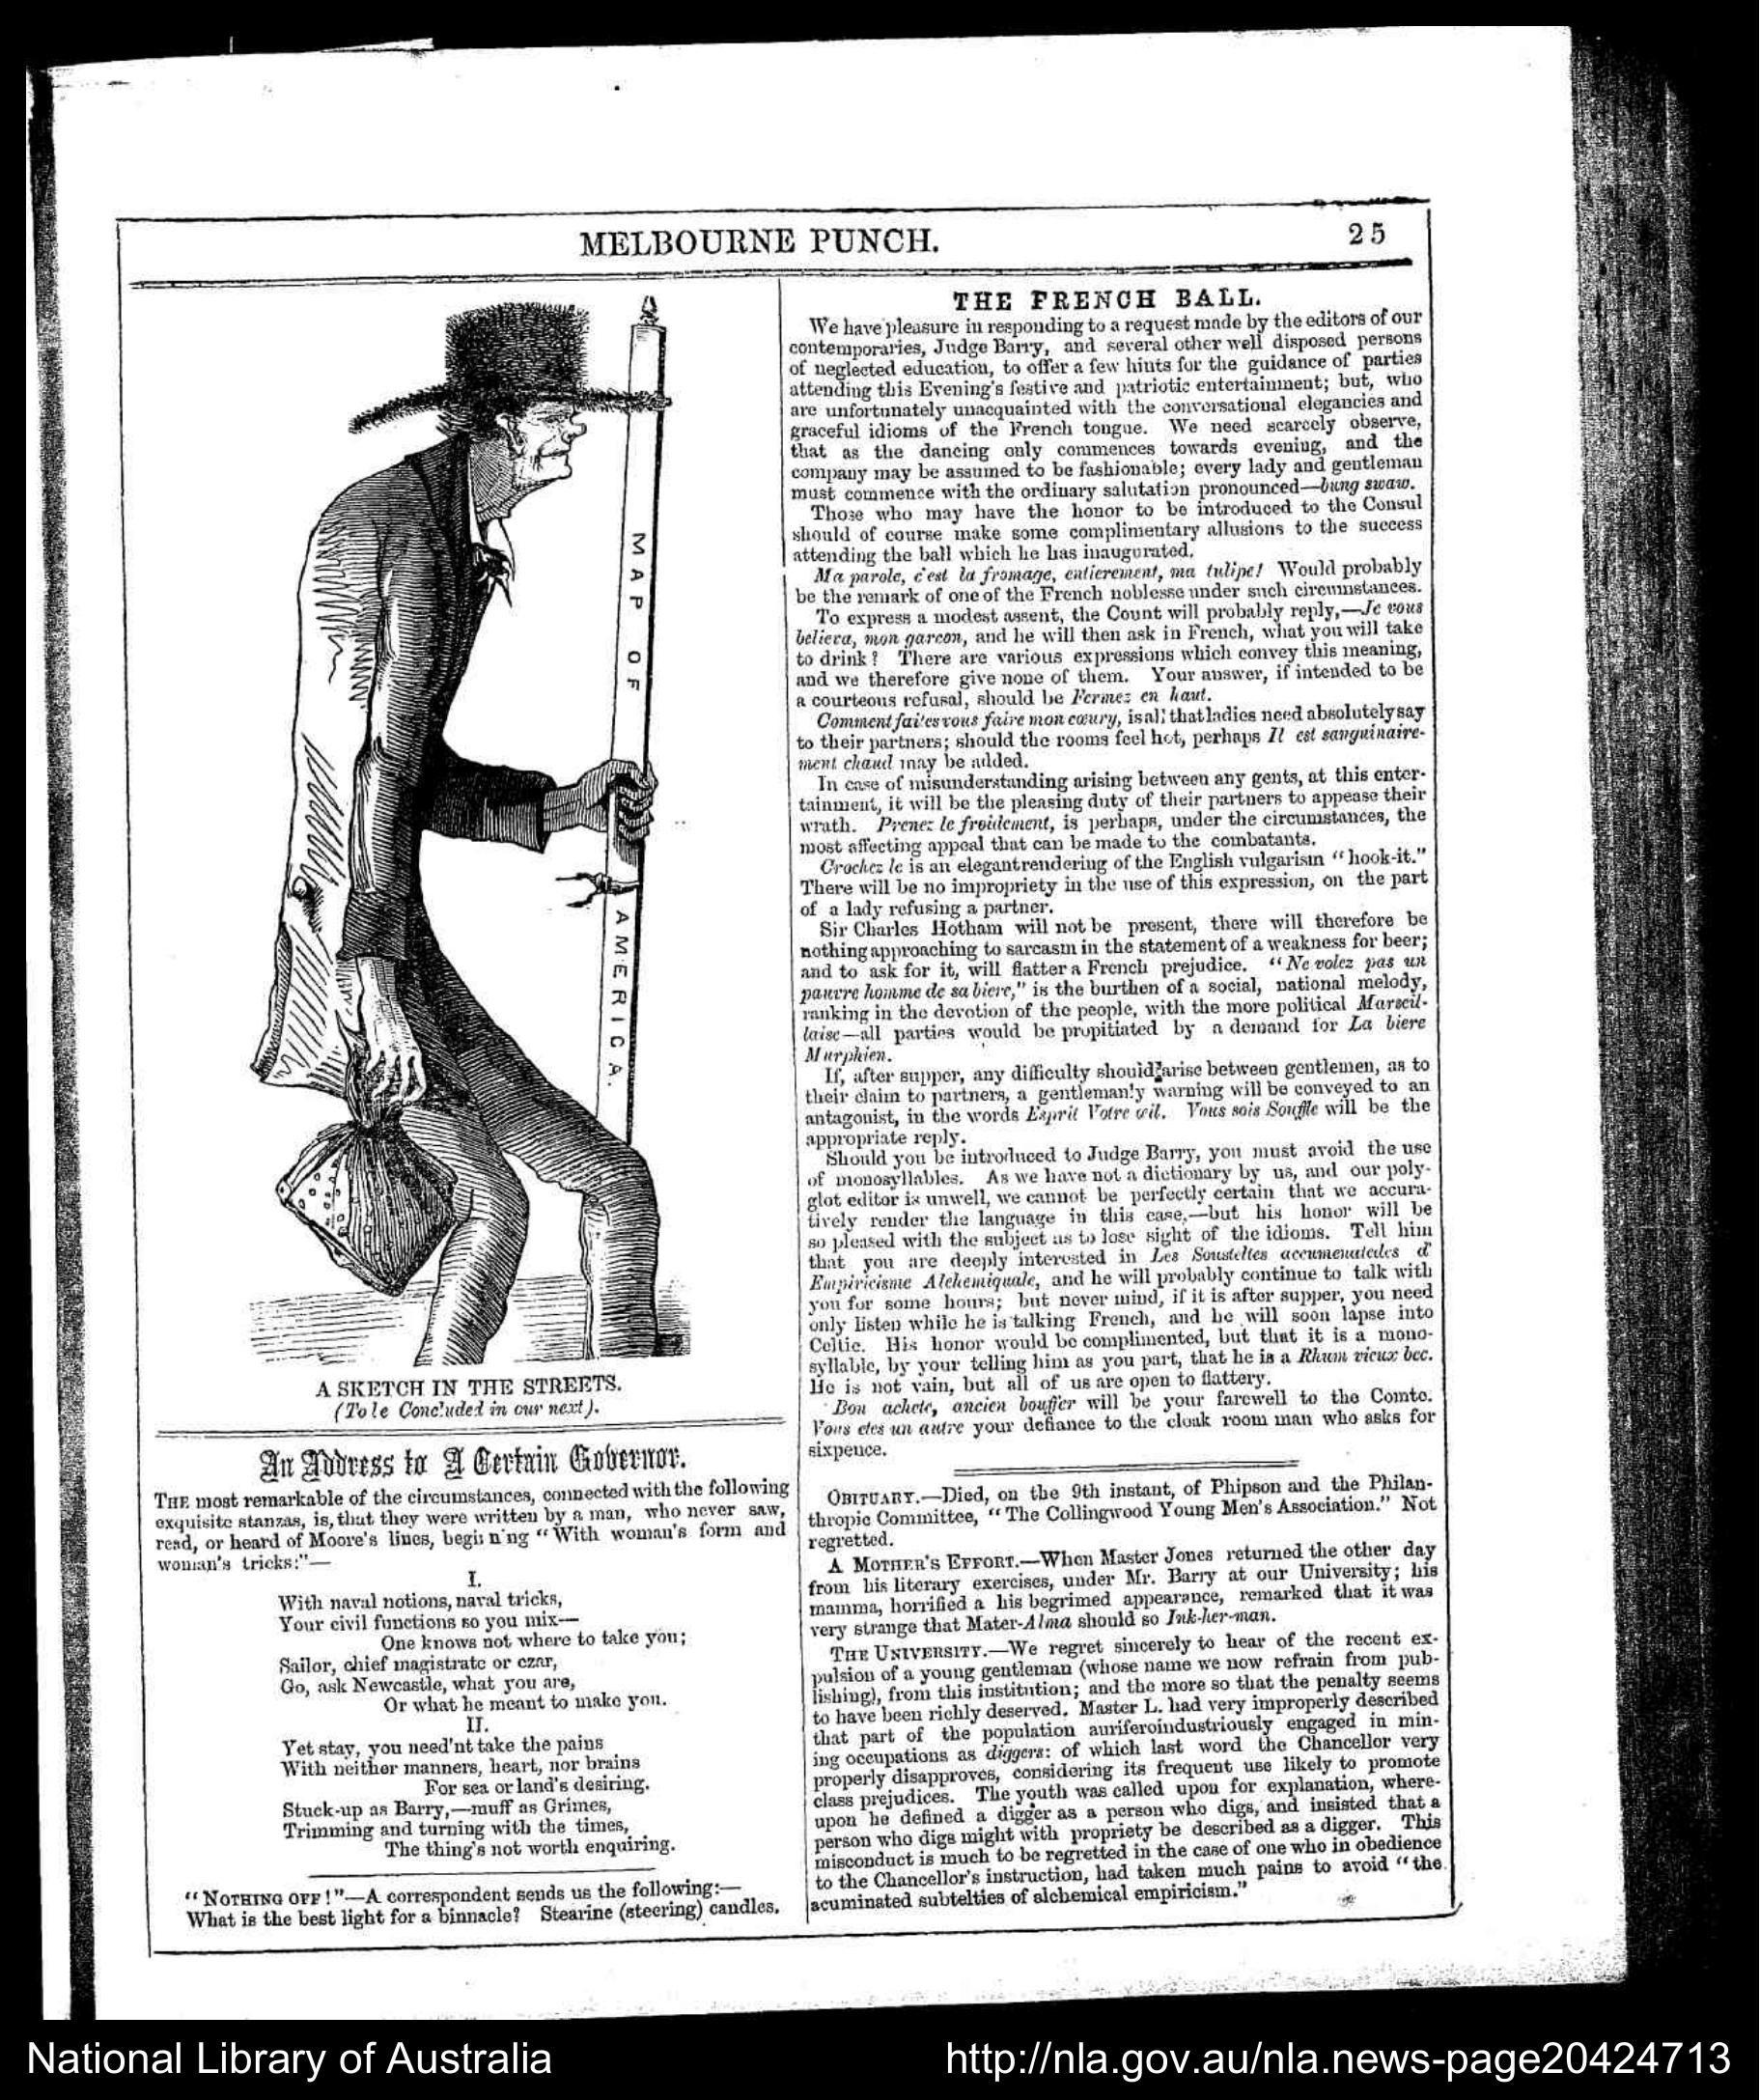 MELBOURNE PUNCH.
25
MAP OF AMERICA.
A SKETCH IN THE STREETS.
(To le Concluded in our next).
An Address to A Certain Governor.
THE most remarkable of the circumstances, connected with the following
exquisite stanzas, is, that they were written by a man, who never saw,
read, or heard of Moore's lines, begin n'ng "With woman's form and
woman's tricks:"—
I.
With naval notions, naval tricks,
Your civil functions so you mix—
One knows not where to take you;
Sailor, chief magistrate or czar,
Go, ask Newcastle, what you are,
Or what he meant to make you.
II.
Yet stay, you need'nt take the pains
With neither manners, heart, nor brains
For sea or land's desiring.
Stuck-up as Barry,—muff as Grimes,
Trimming and turning with the times,
The thing's not worth enquiring.
"NOTHING OFF!"—A correspondent sends us the following:—
What is the best light for a binnacle? Stearine (steering) candles.
THE FRENCH BALL.
We have pleasure in responding to a request made by the editors of our
contemporaries, Judge Barry, and several other well disposed persons
of neglected education, to offer a few hints for the guidance of parties
attending this Evening's festive and patriotic entertainment; but, who
are unfortunately unacquainted with the conversational elegancies and
graceful idioms of the French tongue. We need scarcely observe,
that as the dancing only commences towards evening, and the
company may be assumed to be fashionable; every lady and gentleman
must commence with the ordinary salutation pronounced—bung swaw.
Those who may have the honor to be introduced to the Consul
should of course make some complimentary allusions to the success
attending the ball which he has inaugurated.
Ma parole, c'est la fromage, entierement, ma tulipe! Would probably
be the remark of one of the French noblesse under such circumstances.
To express a modest assent, the Count will probably reply,—Je vous
believa, mon garcon, and he will then ask in French, what you will take
to drink? There are various expressions which convey this meaning,
and we therefore give none of them. Your answer, if intended to be
a courteous refusal, should be Fermez en haut.
Comment faites vous faire mon cœury, is all that ladies need absolutely say
to their partners; should the rooms feel hot, perhaps Il est sanguinaire-
ment chaud may be added.
In case of misunderstanding arising between any gents, at this enter-
tainment, it will be the pleasing duty of their partners to appease their
wrath. Prenez le froidement, is perhaps, under the circumstances, the
most affecting appeal that can be made to the combatants.
Crochez le is an elegant rendering of the English vulgarism "hook-it."
There will be no impropriety in the use of this expression, on the part
of a lady refusing a partner.
Sir Charles Hotham will not be present, there will therefore be
nothing approaching to sarcasm in the statement of a weakness for beer;
and to ask for it, will flatter a French prejudice. "Ne volez pas un
pauvre homme de sa biere," is the burthen of a social, national melody,
ranking in the devotion of the people, with the more political Marseil-
laise—all parties would be propitiated by a demand for La biere
Murphien.
If, after supper, any difficulty should arise between gentlemen, as to
their claim to partners, a gentlemanly warning will be conveyed to an
antagonist, in the words Esprit Votre œil. Vous sois Souffle will be the
appropriate reply.
Should you be introduced to Judge Barry, you must avoid the use
of monosyllables. As we have not a dictionary by us, and our poly-
glot editor is unwell, we cannot be perfectly certain that we accura-
tively render the language in this case,—but his honor will be
so pleased with the subject as to lose sight of the idioms. Tell him
that you are deeply interested in Les d'
Empiricisme Alchemiquale, and he will probably continue to talk with
you for some hours; but never mind, if it is after supper, you need
only listen while he is talking French, and he will soon lapse into
Celtic. His honor would be complimented, but that it is a mono-
syllable, by your telling him as you part, that he is a Rhum vieux bec.
He is not vain, but all of us are open to flattery.
Bon achete, ancien bouffer will be your farewell to the Comte.
Vous etes un autre your defiance to the cloak room man who asks for
sixpence.
OBITUARY.—Died, on the 9th instant, of Phipson and the Philan-
thropic Committee, "The Collingwood Young Men's Association." Not
regretted.
A MOTHER'S EFFORT.—When Master Jones returned the other day
from his literary exercises, under Mr. Barry at our University; his
mamma, horrified a his begrimed appearance, remarked that it was
very strange that Mater-Alma should so Ink-her-man.
THE UNIVERSITY.—We regret sincerely to hear of the recent ex-
pulsion of a young gentleman (whose name we now refrain from pub-
lishing), from this institution; and the more so that the penalty seems
to have been richly deserved. Master L. had very improperly described
that part of the population auriferoindustriously engaged in min-
ing occupations as diggers: of which last word the Chancellor very
properly disapproves, considering its frequent use likely to promote
class prejudices. The youth was called upon for explanation, where-
upon he defined a digger as a person who digs, and insisted that a
person who digs might with propriety be described as a digger. This
misconduct is much to be regretted in the case of one who in obedience
to the Chancellor's instruction, had taken much pains to avoid "the
acuminated subtelties of alchemical empiricism."
National Library of Australia
http://nla.gov.au/nla.news-page20424713